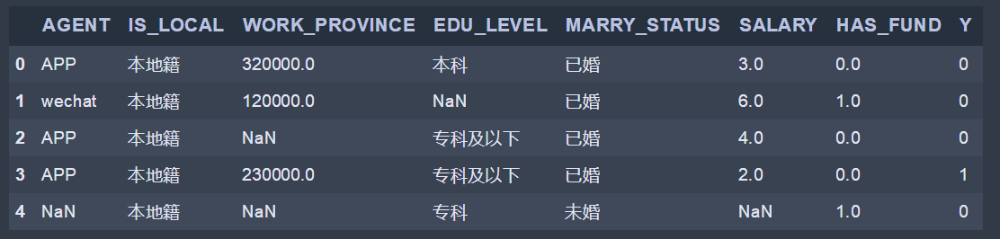 AGENT IS_LOCAL WORK_PROVINCE EDU_LEVEL MARRY_STATUS SALARY HAS_FUND Y
0 APP 本地籍 320000.0 本科 已婚 3.0 0.0 0
1 wechat 本地籍 120000.0 NaN 已婚 6.0 1.0 0
2 APP 本地籍 NaN 专科及以下 已婚 4.0 0.0 0
3 APP 本地籍 230000.0 专科及以下 已婚 2.0 0.0 1
4 NaN 本地籍 NaN 专科 未婚 NaN 1.0 0